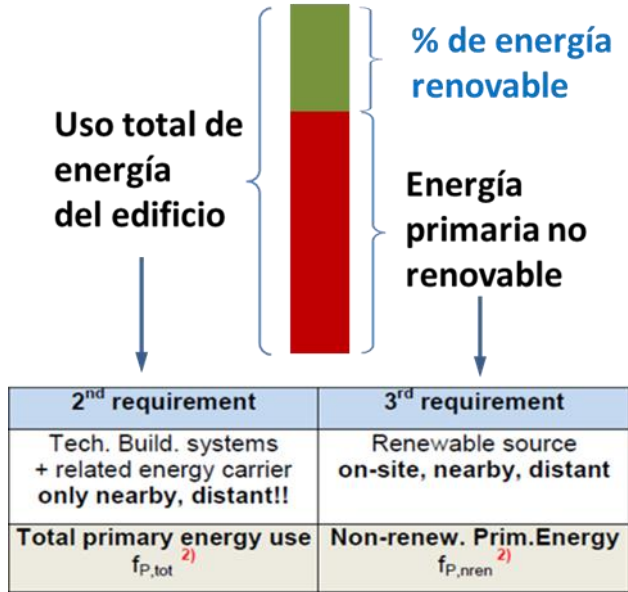 % de energía
renovable
Uso total de
energía
del edificio
Energía
primaria no
renovable
2nd requirement
3rd requirement
Tech. Build. systems
+ related energy carrier
only nearby, distant!!
Renewable source
on-site, nearby, distant
Total primary energy use
fP,tot 2)
Non-renew. Prim.Energy
fP,nren 2)